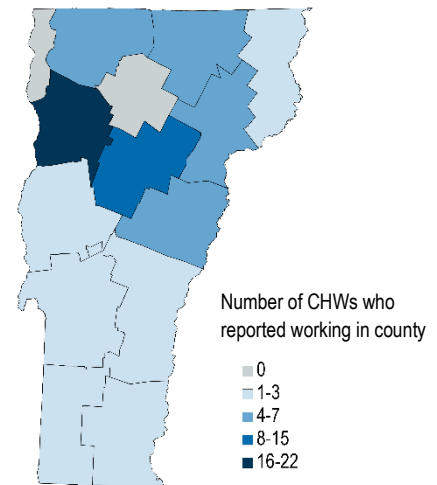 Number of CHWs who
reported working in county
0
1-3
4-7
8-15
16-22